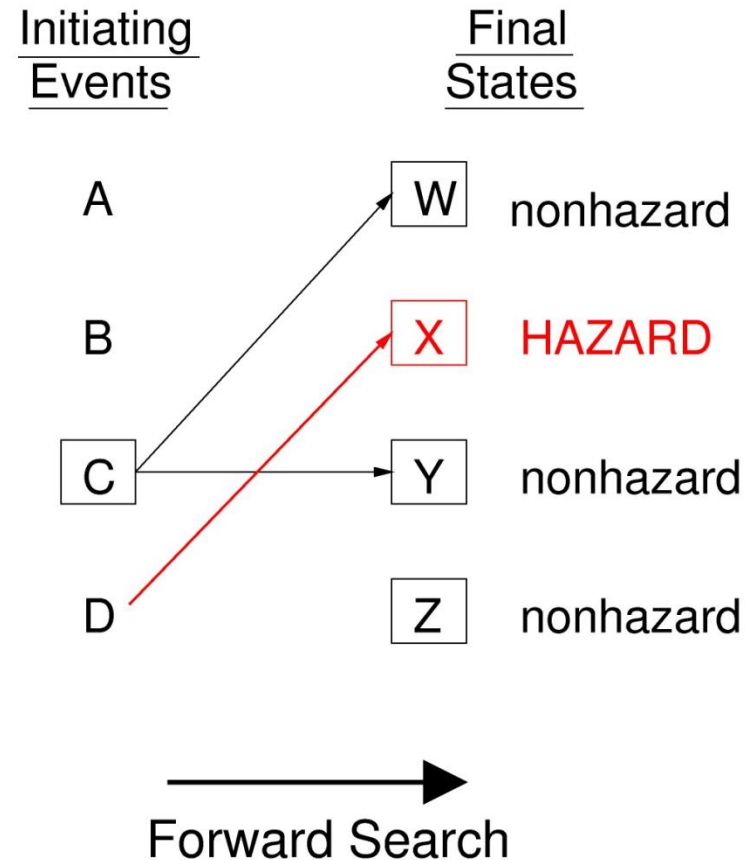 Initiating Events
Final States
A W nonhazard
B X HAZARD
C Y nonhazard
D Z nonhazard
Forward Search